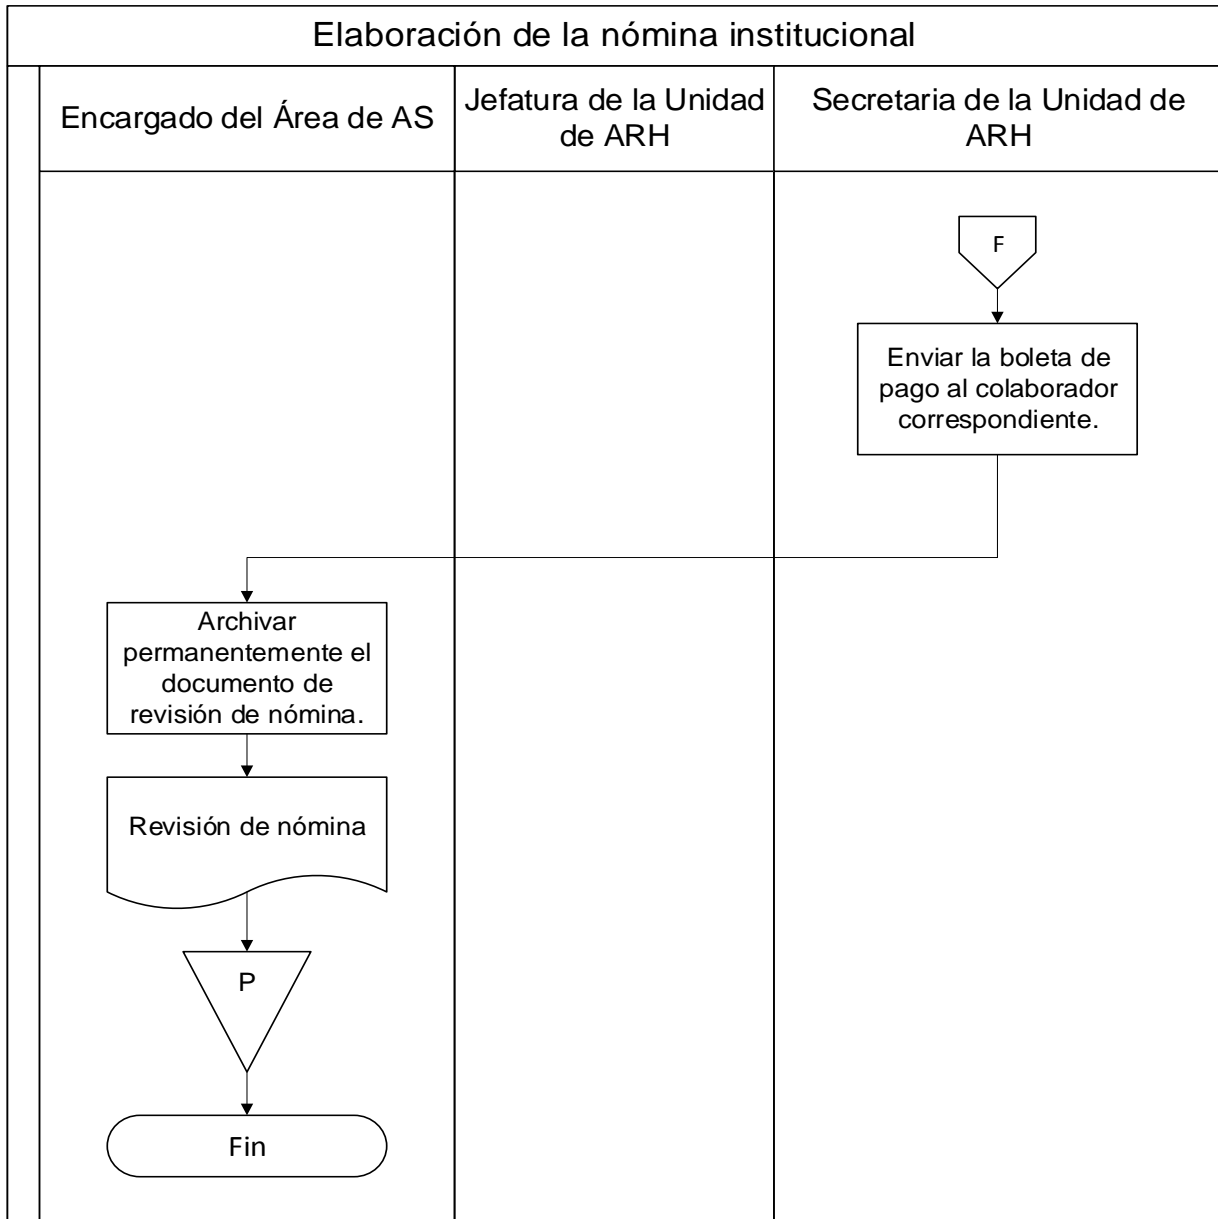 Elaboración de la nómina institucional
Encargado del Área de AS
Jefatura de la Unidad
de ARH
Secretaria de la Unidad de
ARH
F
Enviar la boleta de
pago al colaborador
correspondiente.
Archivar
permanentemente el
documento de
revisión de nómina.
Revisión de nómina
P
Fin